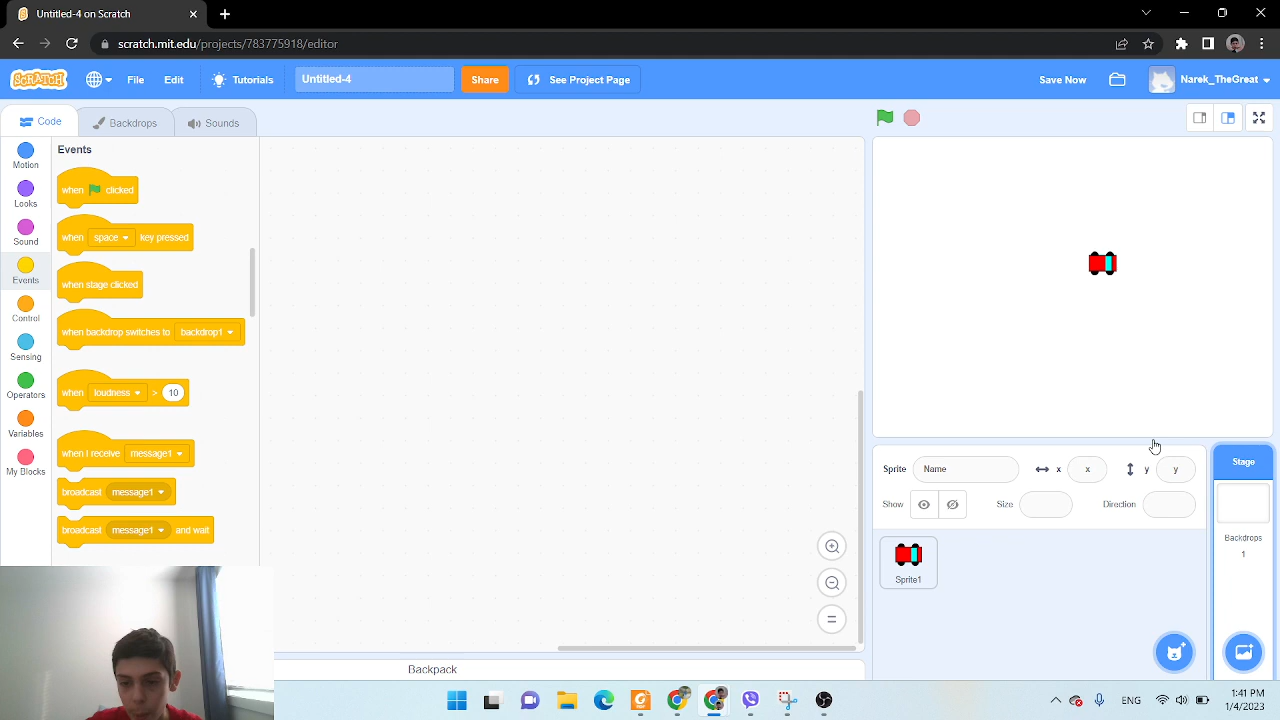 Untitled-4 on Scratch
scratch.mit.edu/projects/78375918/editor
SCRATCH
File
Edit
Tutorials
Untitled-4
Share
See Project Page
Save Now
Narek_TheGreat
Code
Backdrops
Sounds
Motion
Looks
Sound
Events
Control
Sensing
Operators
Variables
My Blocks
Events
when clicked
when space key pressed
when stage clicked
when backdrop switches to backdrop1
when loudness > 10
when I receive message1
broadcast message1
broadcast message1 and wait
Backpack
Sprite Name x x y y
Show Size Direction
Sprite1
Stage
Backdrops
1
ENG
1:41 PM
1/4/2023